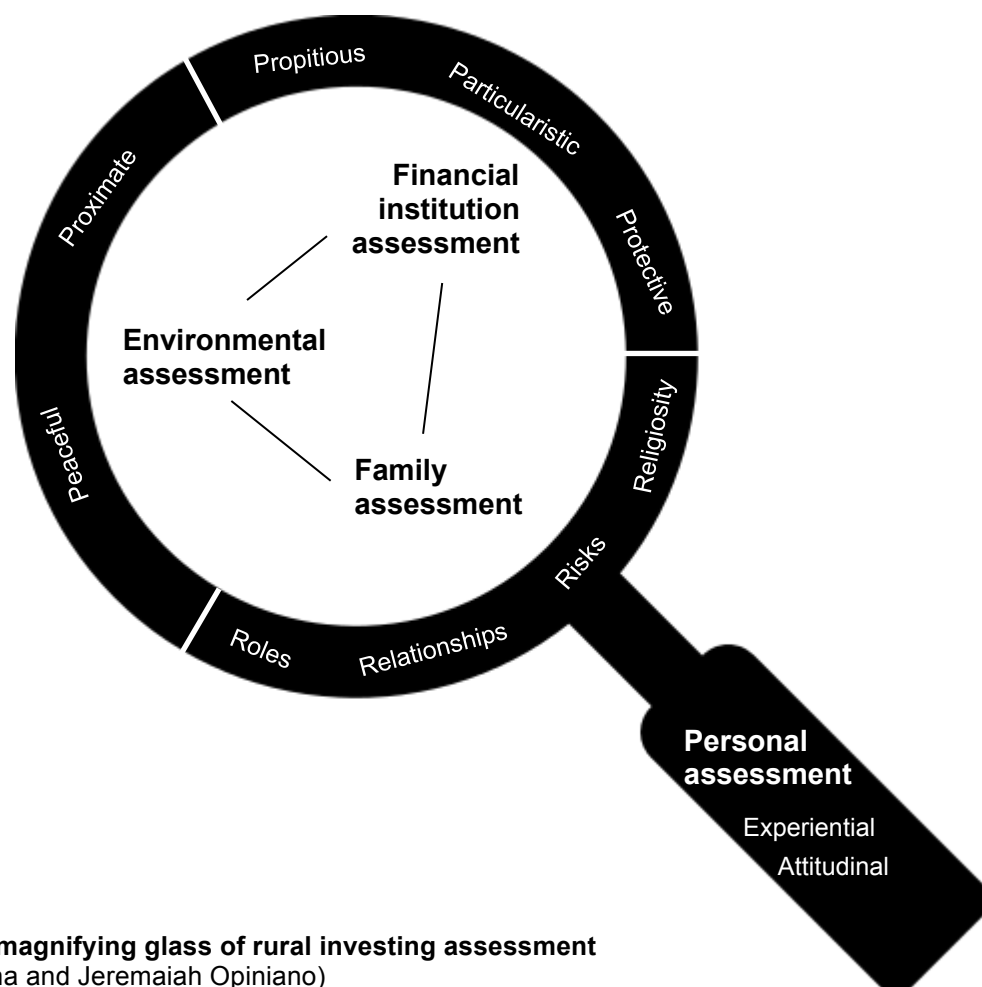 Propitious
Particularistic
Protective
Proximate
Peaceful
Financial
institution
assessment
Environmental
assessment
Family
assessment
Religiosity
Risks
Relationships
Roles
Personal
assessment
Experiential
Attitudinal
magnifying glass of rural investing assessment
and Jeremaiah Opiniano)